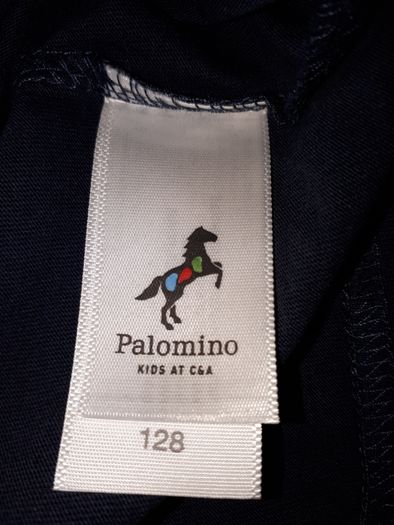 Palomino
KIDS AT C&A
128